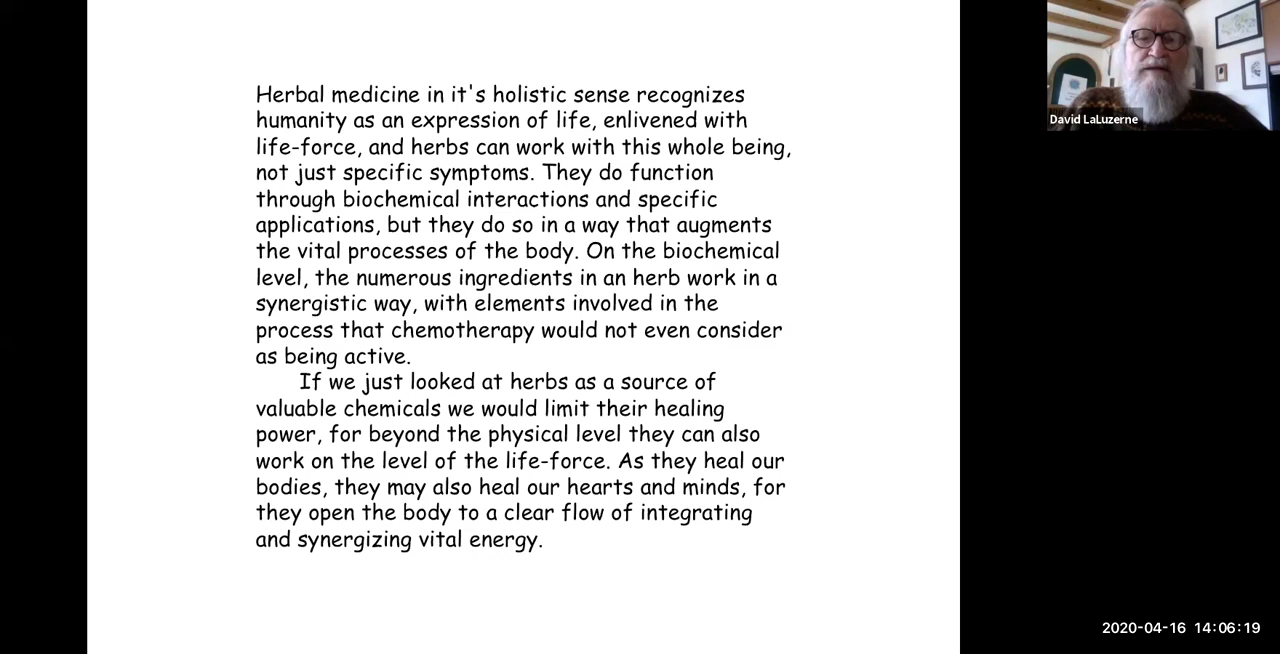 Herbal medicine in it's holistic sense recognizes
humanity as an expression of life, enlivened with
life-force, and herbs can work with this whole being,
not just specific symptoms. They do function
through biochemical interactions and specific
applications, but they do so in a way that augments
the vital processes of the body. On the biochemical
level, the numerous ingredients in an herb work in a
synergistic way, with elements involved in the
process that chemotherapy would not even consider
as being active.
If we just looked at herbs as a source of
valuable chemicals we would limit their healing
power, for beyond the physical level they can also
work on the level of the life-force. As they heal our
bodies, they may also heal our hearts and minds, for
they open the body to a clear flow of integrating
and synergizing vital energy.
David LaLuzerne
2020-04-16 14:06:19